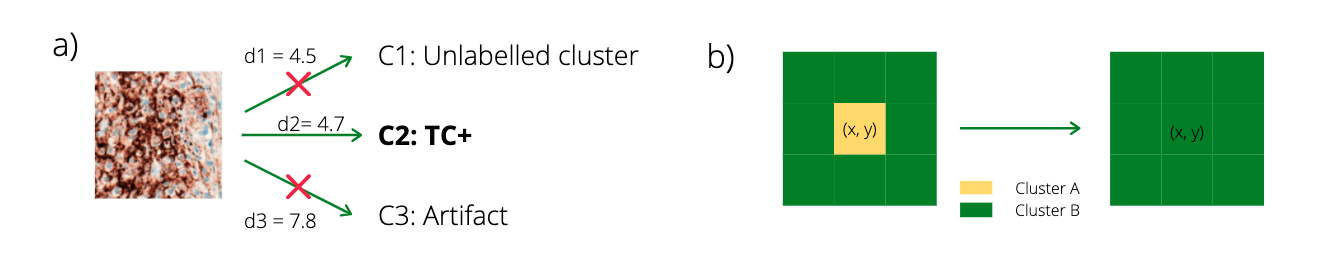 a)
d1 = 4.5
C1: Unlabelled cluster
d2= 4.7
C2: TC+
d3 = 7.8
C3: Artifact
b)
(x, y)
(x, y)
Cluster A
Cluster B